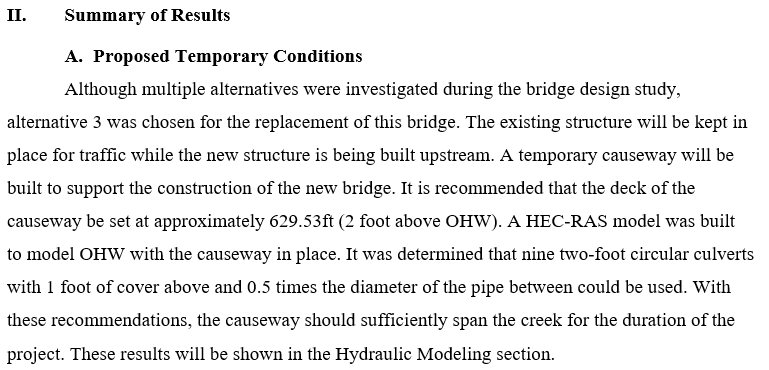 II. Summary of Results
A. Proposed Temporary Conditions
Although multiple alternatives were investigated during the bridge design study,
alternative 3 was chosen for the replacement of this bridge. The existing structure will be kept in
place for traffic while the new structure is being built upstream. A temporary causeway will be
built to support the construction of the new bridge. It is recommended that the deck of the
causeway be set at approximately 629.53ft (2 foot above OHW). A HEC-RAS model was built
to model OHW with the causeway in place. It was determined that nine two-foot circular culverts
with 1 foot of cover above and 0.5 times the diameter of the pipe between could be used. With
these recommendations, the causeway should sufficiently span the creek for the duration of the
project. These results will be shown in the Hydraulic Modeling section.